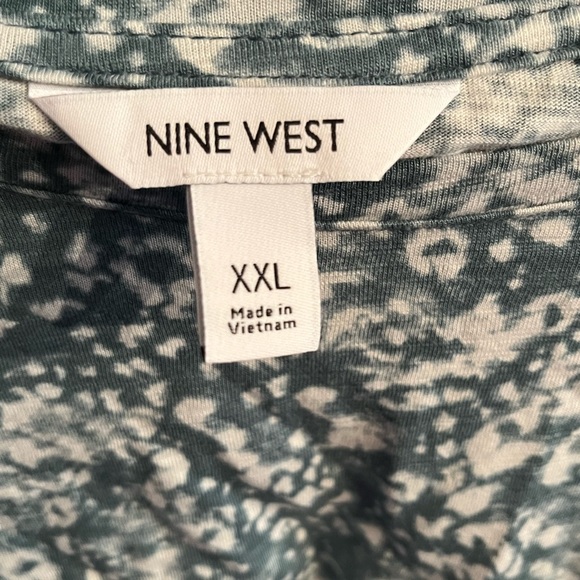 NINE WEST
XXL
Made in
Vietnam